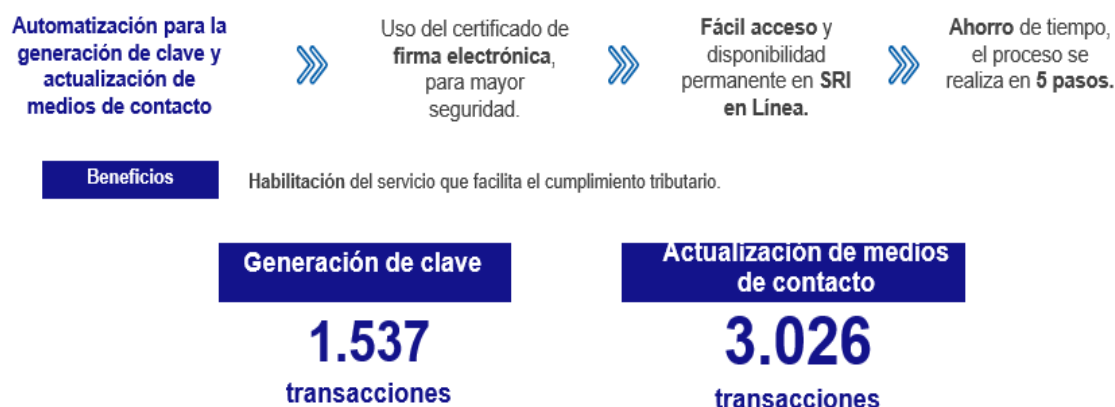 Automatización para la
generación de clave y
actualización de
medios de contacto
Uso del certificado de
firma electrónica,
para mayor
seguridad.
Fácil acceso y
disponibilidad
permanente en SRI
en Línea.
Ahorro de tiempo,
el proceso se
realiza en 5 pasos.
Beneficios
Habilitación del servicio que facilita el cumplimiento tributario.
Generación de clave
1.537
transacciones
Actualización de medios
de contacto
3.026
transacciones